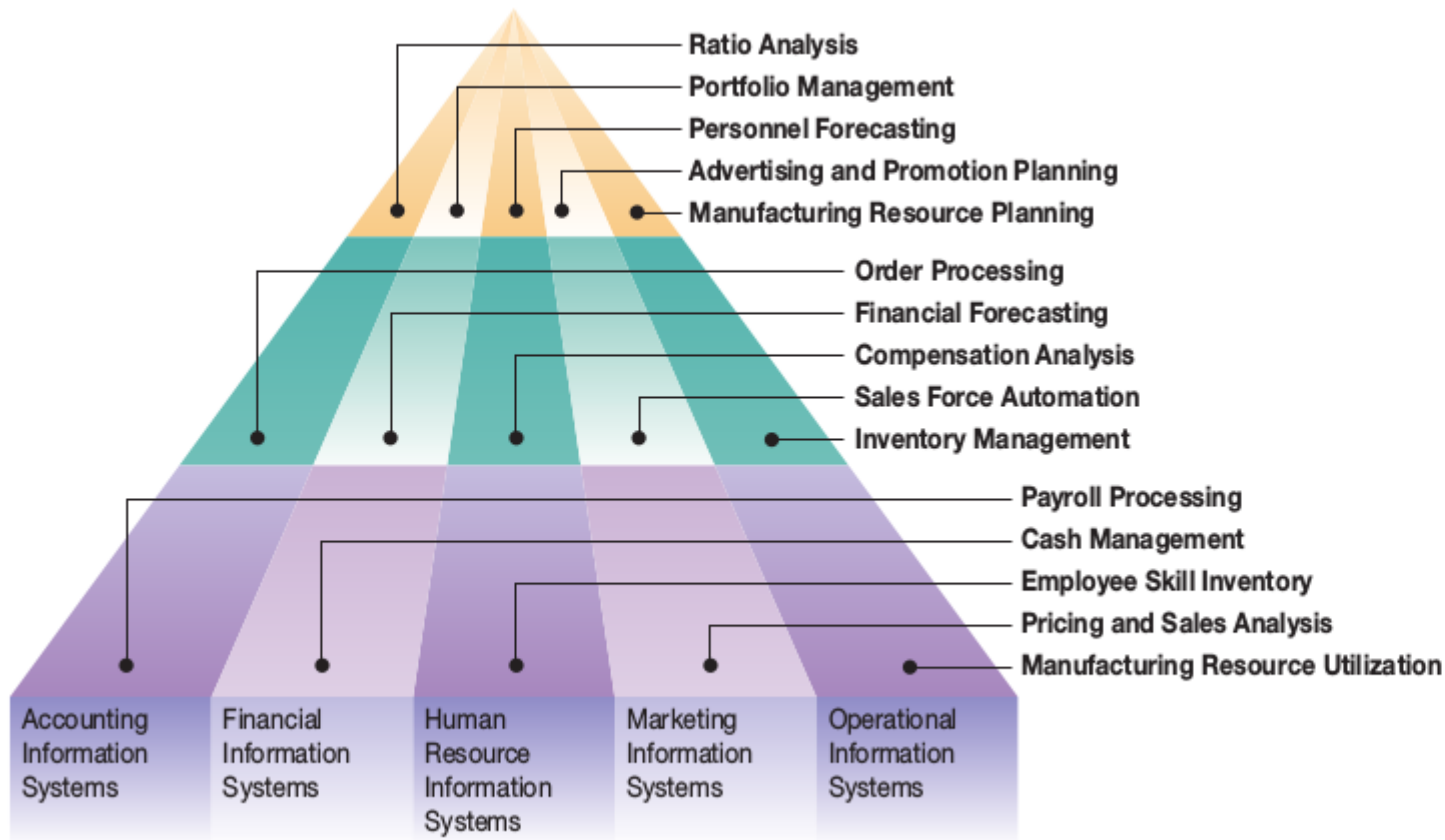 Ratio Analysis
Portfolio Management
Personnel Forecasting
Advertising and Promotion Planning
Manufacturing Resource Planning
Order Processing
Financial Forecasting
Compensation Analysis
Sales Force Automation
Inventory Management
Payroll Processing
Cash Management
Employee Skill Inventory
Pricing and Sales Analysis
Manufacturing Resource Utilization
Accounting
Information
Systems
Financial
Information
Systems
Human
Resource
Information
Systems
Marketing
Information
Systems
Operational
Information
Systems